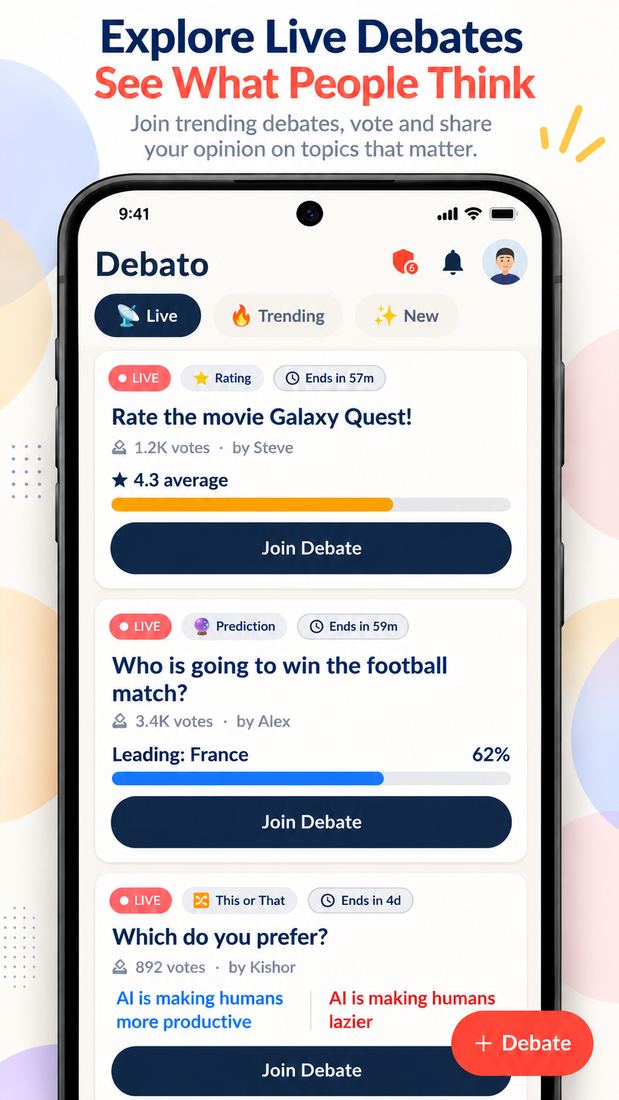 Explore Live Debates
See What People Think
Join trending debates, vote and share
your opinion on topics that matter.
9:41
Debato
6
Live
Trending
New
LIVE
Rating
Ends in 57m
Rate the movie Galaxy Quest!
1.2K votes · by Steve
4.3 average
Join Debate
LIVE
Prediction
Ends in 59m
Who is going to win the football
match?
3.4K votes · by Alex
Leading: France 62%
Join Debate
LIVE
This or That
Ends in 4d
Which do you prefer?
892 votes · by Kishor
AI is making humans
more productive
AI is making humans
lazier
Join Debate
+ Debate